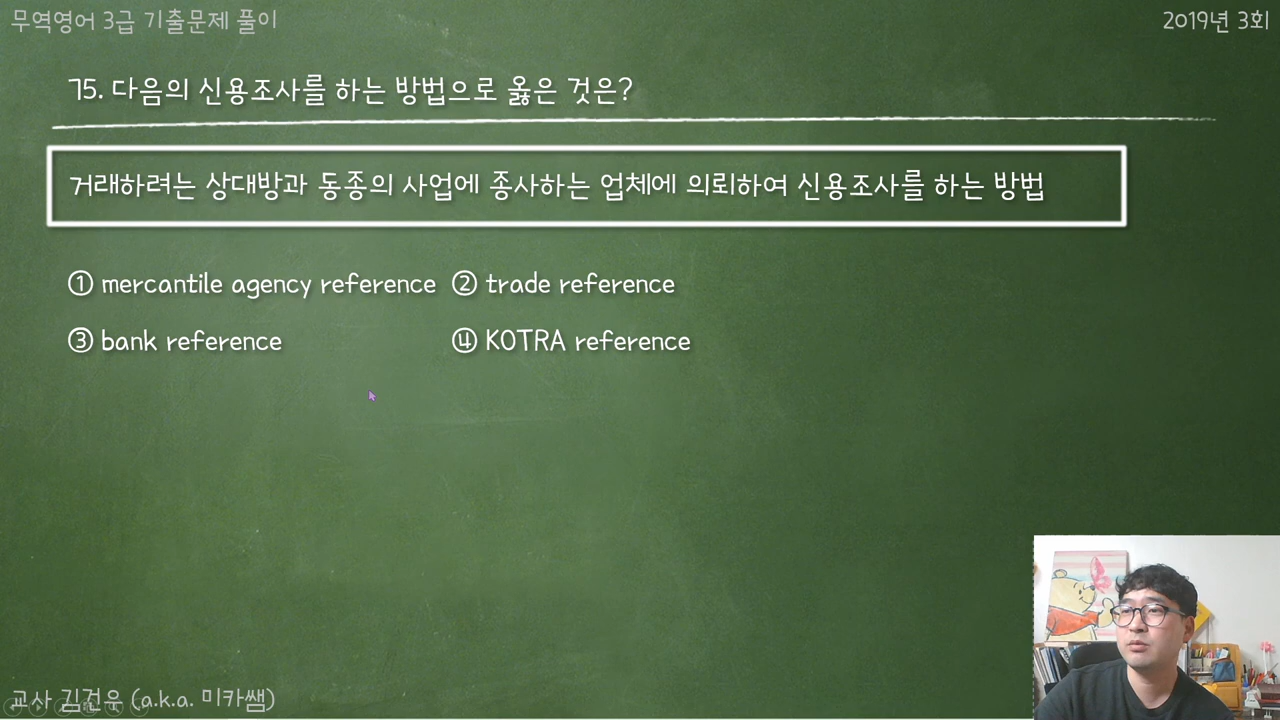 무역영어 3급 기출문제 풀이
2019년 3회
75. 다음의 신용조사를 하는 방법으로 옳은 것은?
거래하려는 상대방과 동종의 사업에 종사하는 업체에 의뢰하여 신용조사를 하는 방법
① mercantile agency reference ② trade reference
③ bank reference ④ KOTRA reference
교사 김건우 (a.k.a. 미카쌤)